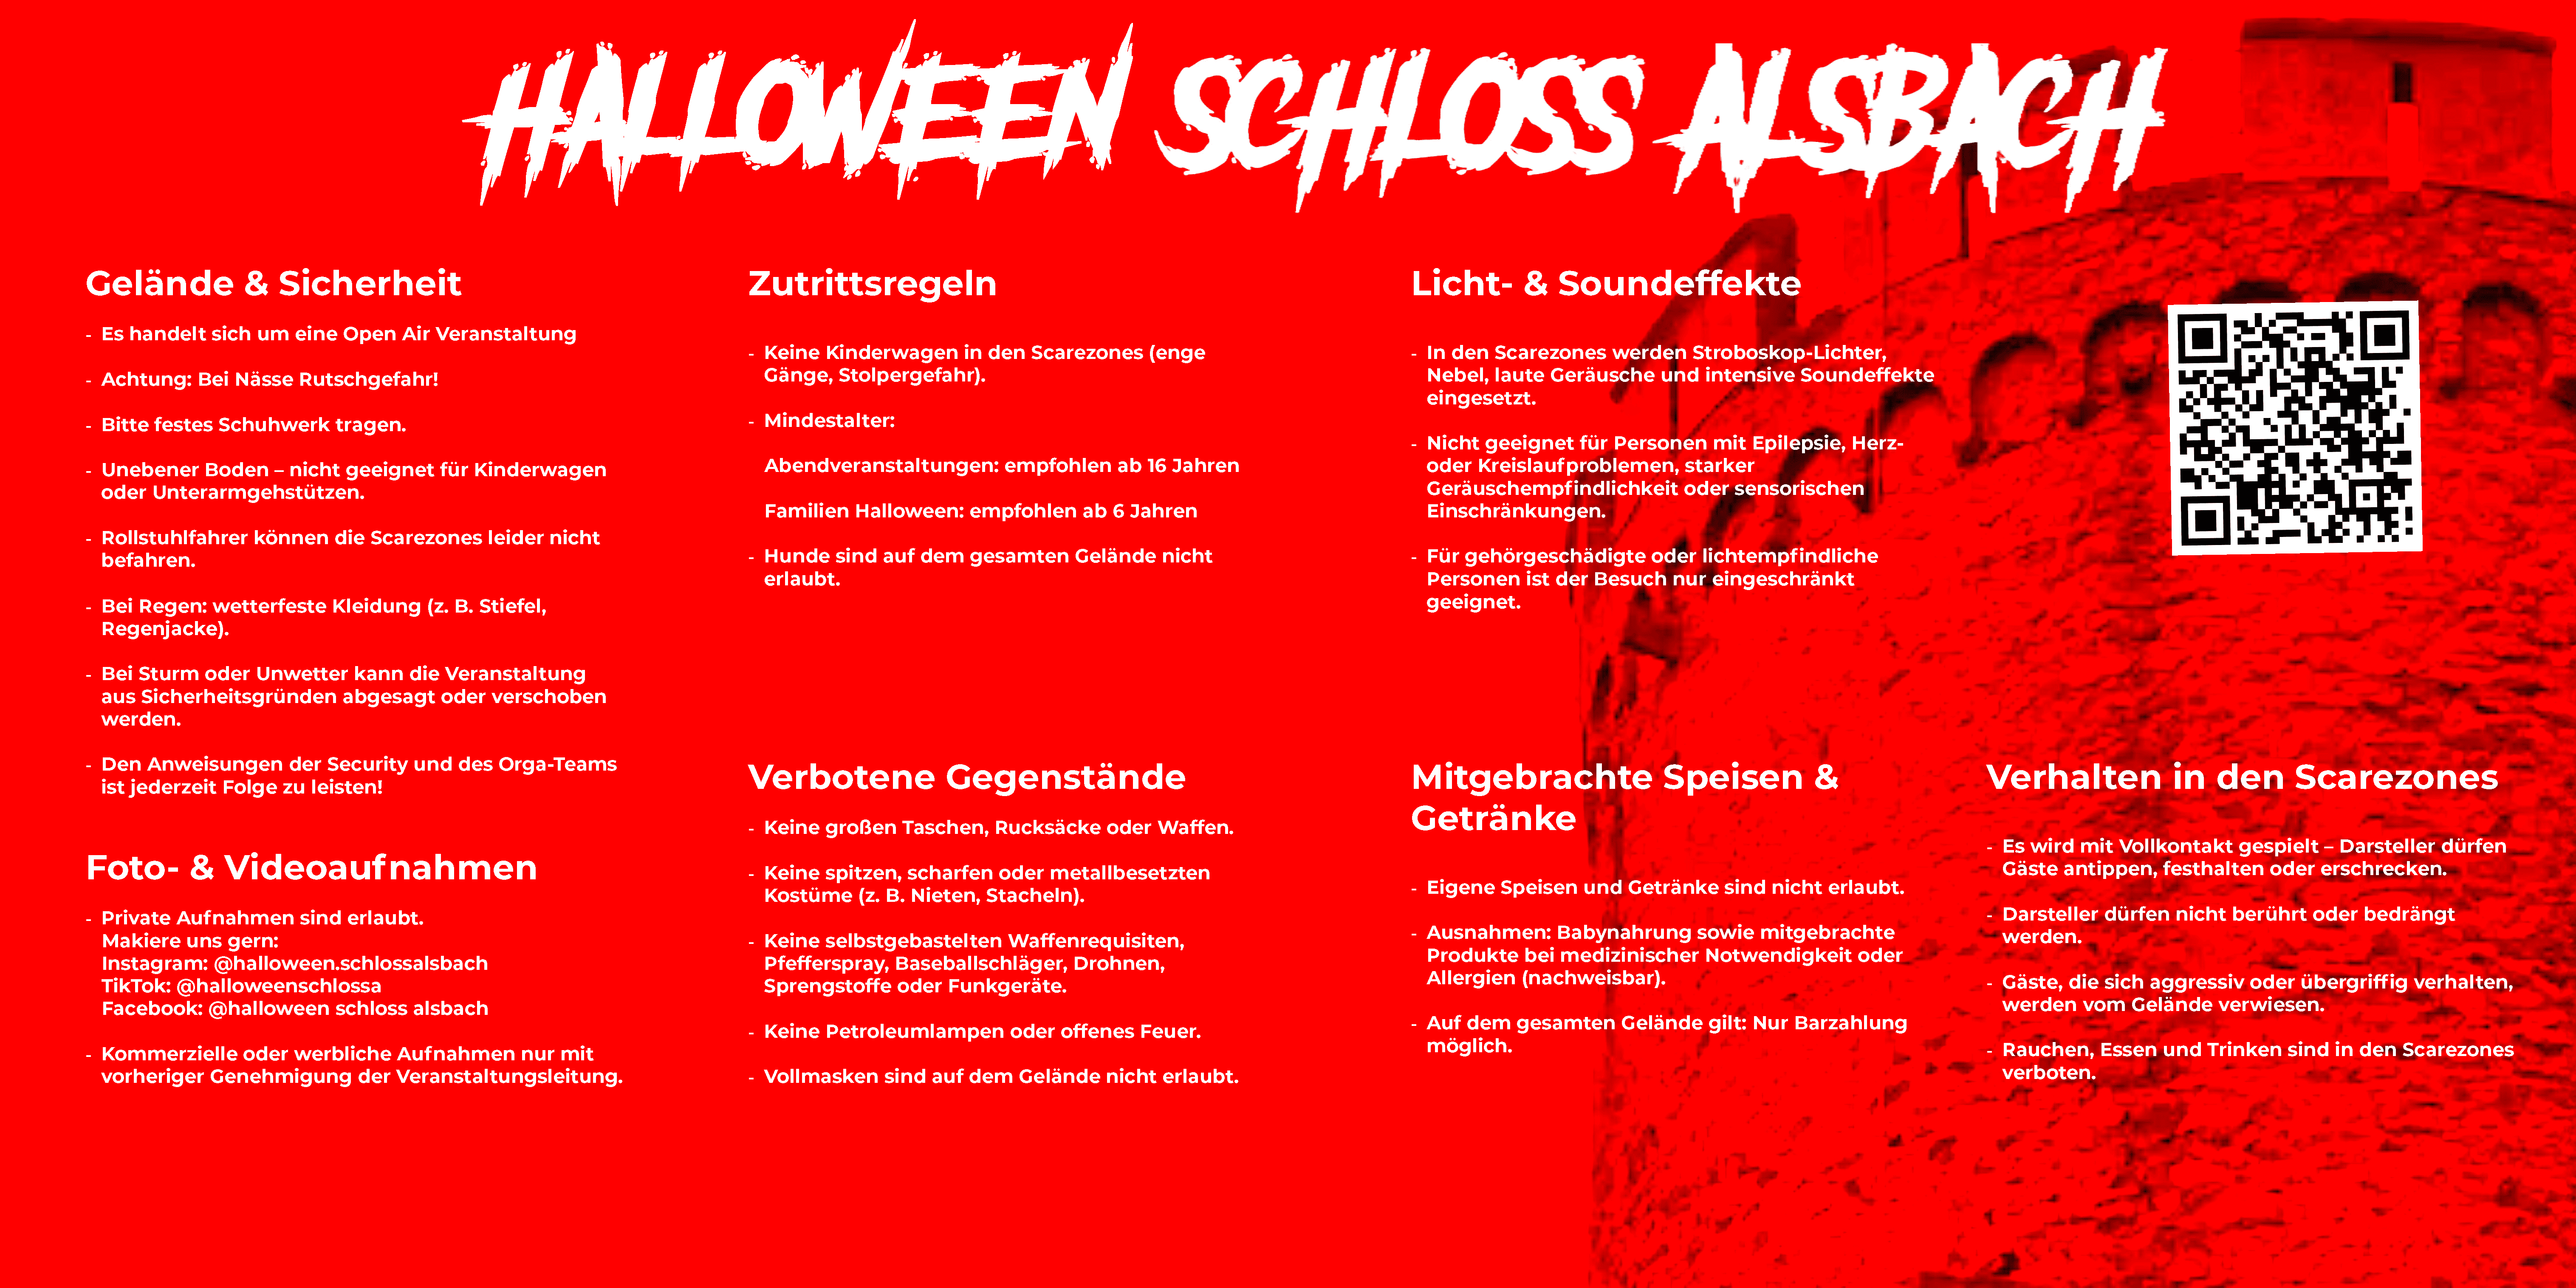 HALLOWEEN SCHLOSS ALSBACH
Gelände & Sicherheit
- Es handelt sich um eine Open Air Veranstaltung
- Achtung: Bei Nässe Rutschgefahr!
- Bitte festes Schuhwerk tragen.
- Unebener Boden – nicht geeignet für Kinderwagen
oder Unterarmgehstützen.
- Rollstuhlfahrer können die Scarezones leider nicht
befahren.
- Bei Regen: wetterfeste Kleidung (z. B. Stiefel,
Regenjacke).
- Bei Sturm oder Unwetter kann die Veranstaltung
aus Sicherheitsgründen abgesagt oder verschoben
werden.
- Den Anweisungen der Security und des Orga-Teams
ist jederzeit Folge zu leisten!
Foto- & Videoaufnahmen
- Private Aufnahmen sind erlaubt.
Makiere uns gern:
Instagram: @halloween.schlossalsbach
TikTok: @halloweenschlossa
Facebook: @halloween schloss alsbach
- Kommerzielle oder werbliche Aufnahmen nur mit
vorheriger Genehmigung der Veranstaltungsleitung.
Zutrittsregeln
- Keine Kinderwagen in den Scarezones (enge
Gänge, Stolpergefahr).
- Mindestalter:
Abendveranstaltungen: empfohlen ab 16 Jahren
Familien Halloween: empfohlen ab 6 Jahren
- Hunde sind auf dem gesamten Gelände nicht
erlaubt.
Verbotene Gegenstände
- Keine großen Taschen, Rucksäcke oder Waffen.
- Keine spitzen, scharfen oder metallbesetzten
Kostüme (z. B. Nieten, Stacheln).
- Keine selbstgebastelten Waffenrequisiten,
Pfefferspray, Baseballschläger, Drohnen,
Sprengstoffe oder Funkgeräte.
- Keine Petroleumlampen oder offenes Feuer.
- Vollmasken sind auf dem Gelände nicht erlaubt.
Licht- & Soundeffekte
- In den Scarezones werden Stroboskop-Lichter,
Nebel, laute Geräusche und intensive Soundeffekte
eingesetzt.
- Nicht geeignet für Personen mit Epilepsie, Herz-
oder Kreislaufproblemen, starker
Geräuschempfindlichkeit oder sensorischen
Einschränkungen.
- Für gehörgeschädigte oder lichtempfindliche
Personen ist der Besuch nur eingeschränkt
geeignet.
Mitgebrachte Speisen &
Getränke
- Eigene Speisen und Getränke sind nicht erlaubt.
- Ausnahmen: Babynahrung sowie mitgebrachte
Produkte bei medizinischer Notwendigkeit oder
Allergien (nachweisbar).
- Auf dem gesamten Gelände gilt: Nur Barzahlung
möglich.
Verhalten in den Scarezones
- Es wird mit Vollkontakt gespielt – Darsteller dürfen
Gäste antippen, festhalten oder erschrecken.
- Darsteller dürfen nicht berührt oder bedrängt
werden.
- Gäste, die sich aggressiv oder übergriffig verhalten,
werden vom Gelände verwiesen.
- Rauchen, Essen und Trinken sind in den Scarezones
verboten.